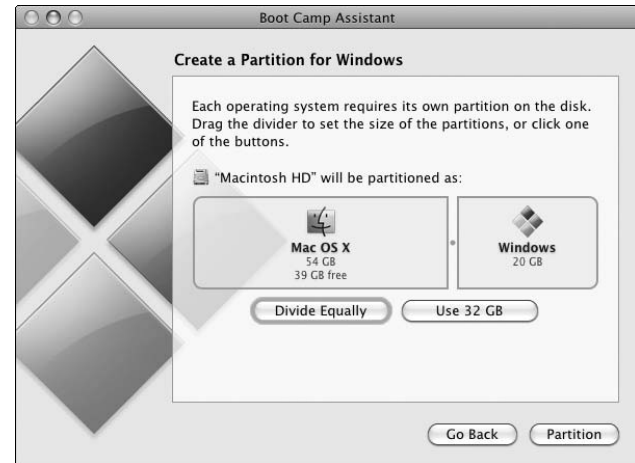 Boot Camp Assistant
Create a Partition for Windows
Each operating system requires its own partition on the disk.
Drag the divider to set the size of the partitions, or click one
of the buttons.
“Macintosh HD” will be partitioned as:
Mac OS X
54 GB
39 GB free
Windows
20 GB
Divide Equally
Use 32 GB
Go Back
Partition